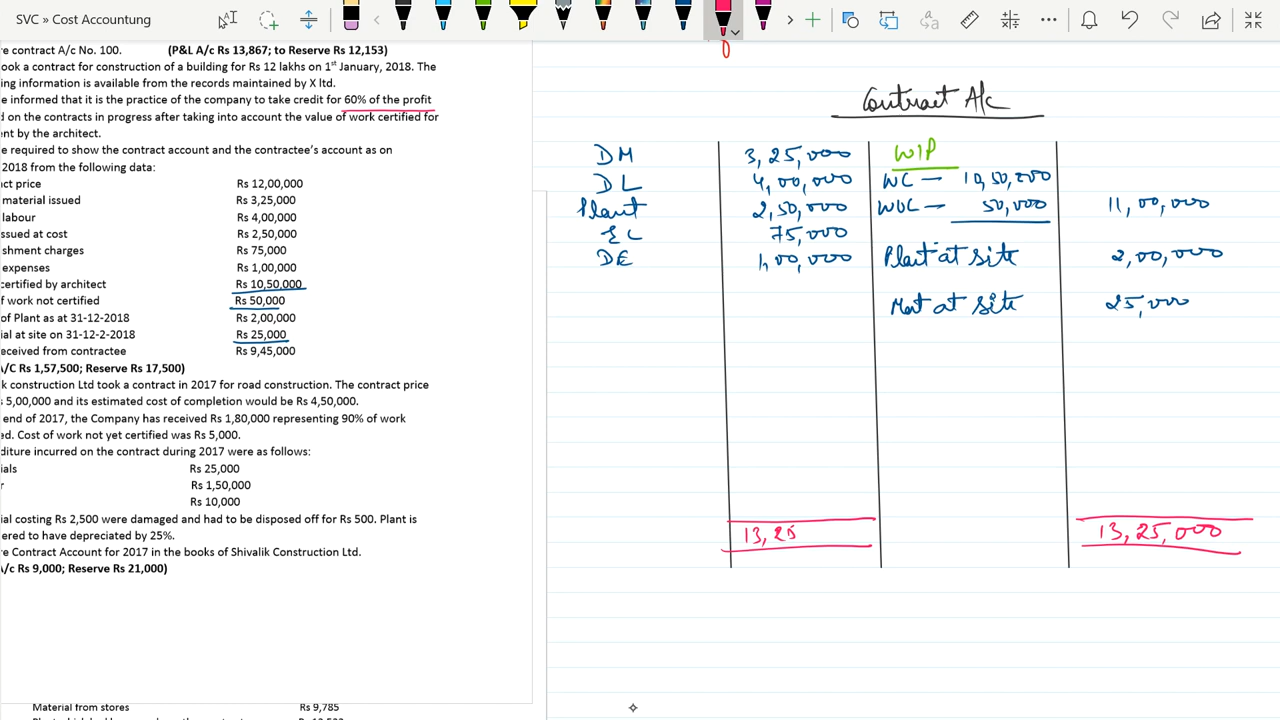 SVC » Cost Accountung
re contract A/c No. 100. (P&L A/c Rs 13,867; to Reserve Rs 12,153)
ook a contract for construction of a building for Rs 12 lakhs on 1st January, 2018. The
ing information is available from the records maintained by X ltd.
e informed that it is the practice of the company to take credit for 60% of the profit
d on the contracts in progress after taking into account the value of work certified for
ent by the architect.
e required to show the contract account and the contractee's account as on
2018 from the following data:
ct price Rs 12,00,000
material issued Rs 3,25,000
labour Rs 4,00,000
ssued at cost Rs 2,50,000
shment charges Rs 75,000
expenses Rs 1,00,000
certified by architect Rs 10,50,000
f work not certified Rs 50,000
of Plant as at 31-12-2018 Rs 2,00,000
ial at site on 31-12-2-2018 Rs 25,000
eceived from contractee Rs 9,45,000
/C Rs 1,57,500; Reserve Rs 17,500)
k construction Ltd took a contract in 2017 for road construction. The contract price
s 5,00,000 and its estimated cost of completion would be Rs 4,50,000.
end of 2017, the Company has received Rs 1,80,000 representing 90% of work
ed. Cost of work not yet certified was Rs 5,000.
diture incurred on the contract during 2017 were as follows:
ials Rs 25,000
r Rs 1,50,000
Rs 10,000
ial costing Rs 2,500 were damaged and had to be disposed off for Rs 500. Plant is
ered to have depreciated by 25%.
e Contract Account for 2017 in the books of Shivalik Construction Ltd.
/c Rs 9,000; Reserve Rs 21,000)
Material from stores Rs 9,785
Contract A/c
DM 3,25,000 WIP
DL 4,00,000 WC — 10,50,000
Plant 2,50,000 WUC — 50,000 11,00,000
EC 75,000
DE 1,00,000 Plant at site 2,00,000
Mat at site 25,000
13,25 13,25,000